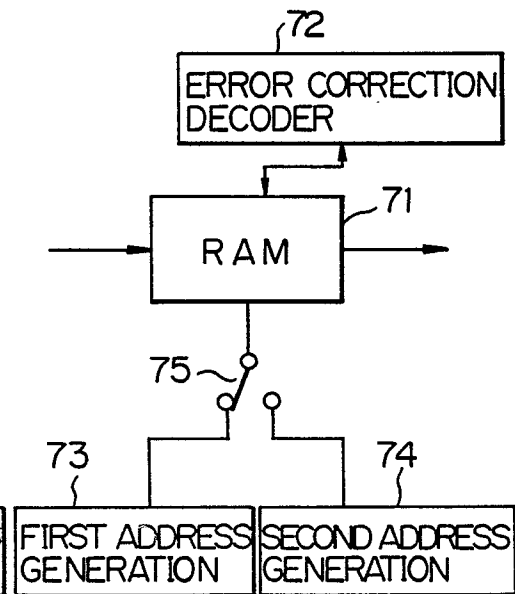 72
ERROR CORRECTION
DECODER
71
RAM
75
73
74
FIRST ADDRESS
GENERATION
SECOND ADDRESS
GENERATION